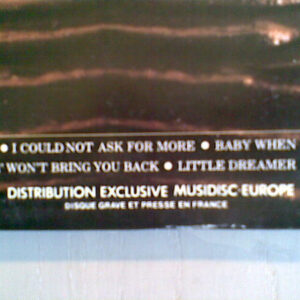 • I COULD NOT ASK FOR MORE • BABY WHEN
WON'T BRING YOU BACK • LITTLE DREAMER
DISTRIBUTION EXCLUSIVE MUSIDISC-EUROPE
DISQUE GRAVE ET PRESSE EN FRANCE